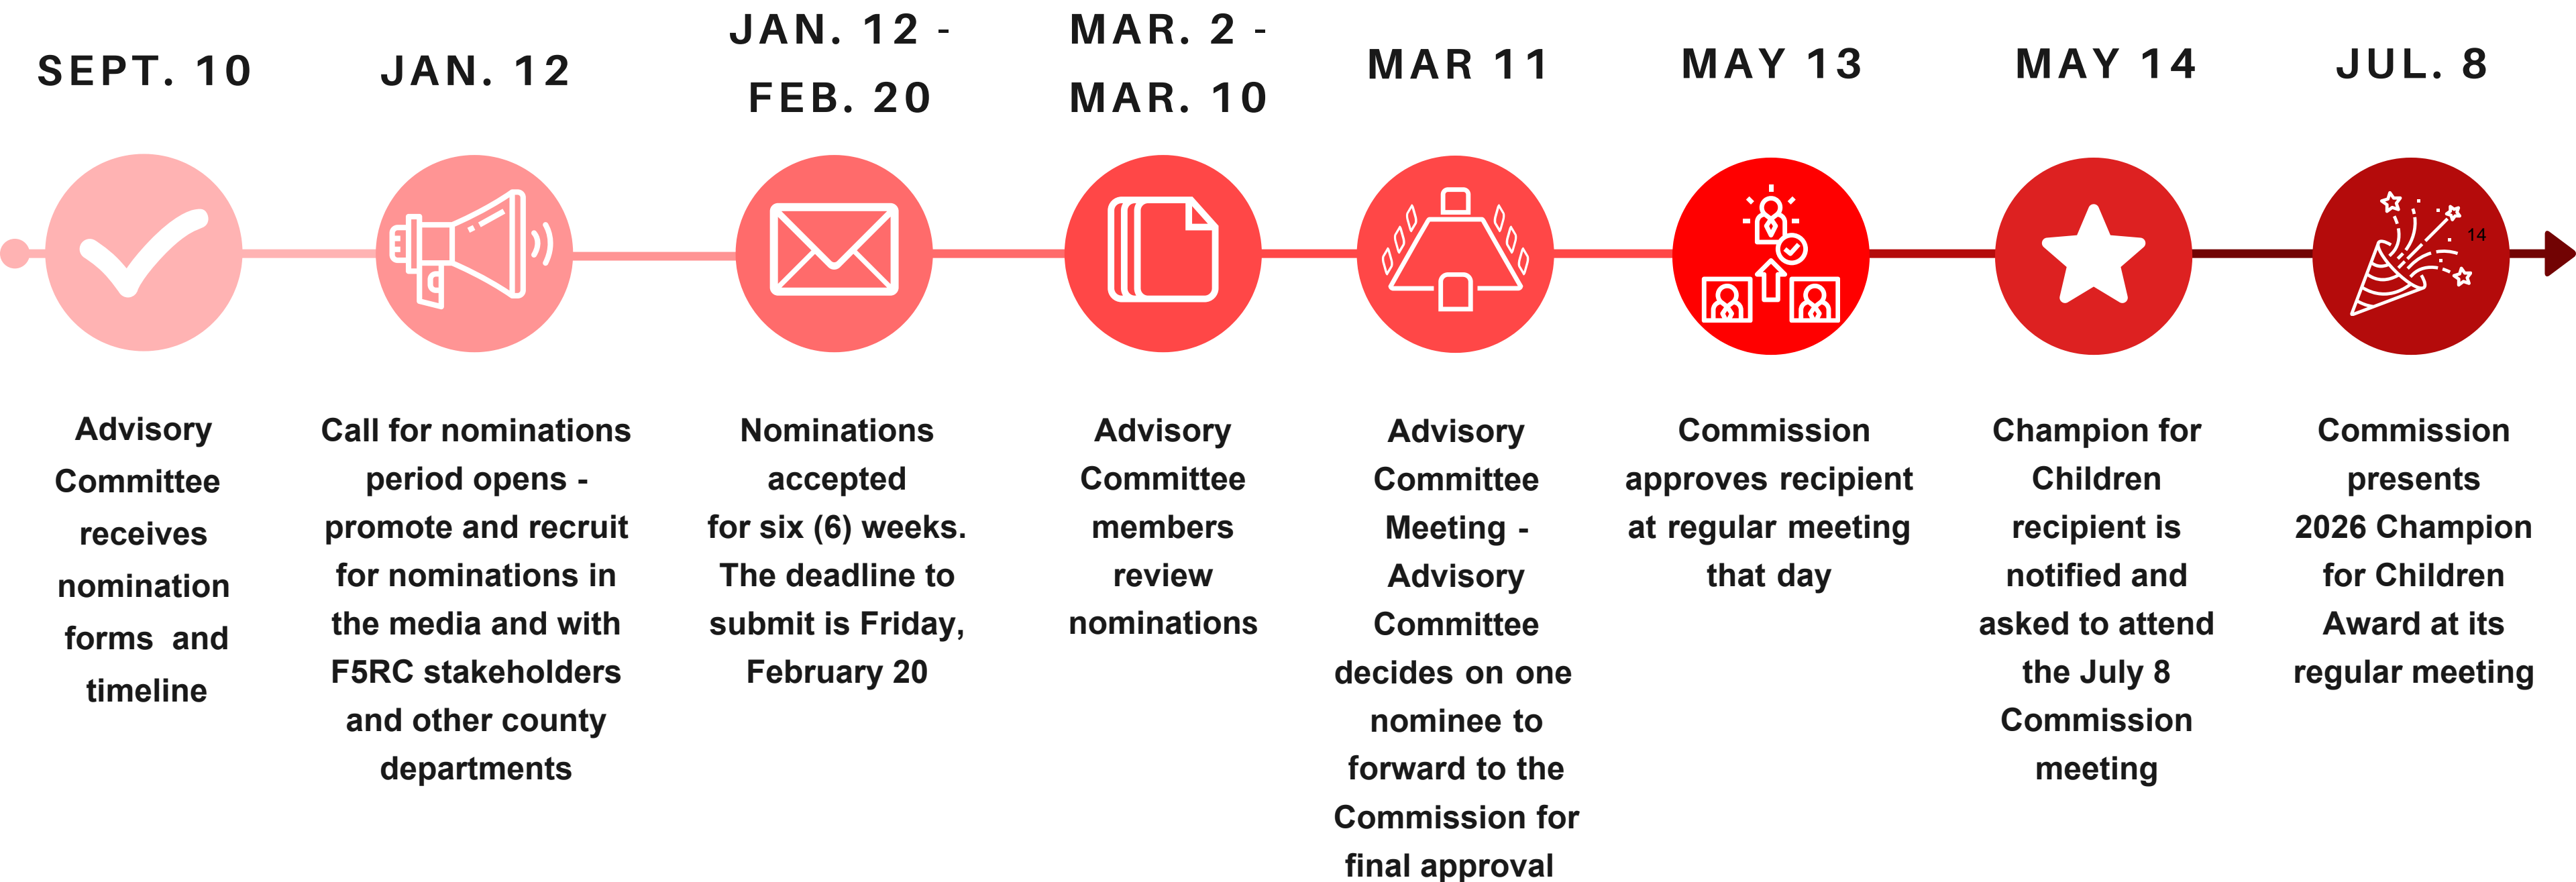 SEPT. 10
Advisory
Committee
receives
nomination
forms and
timeline
JAN. 12
Call for nominations
period opens -
promote and recruit
for nominations in
the media and with
F5RC stakeholders
and other county
departments
JAN. 12 -
FEB. 20
Nominations
accepted
for six (6) weeks.
The deadline to
submit is Friday,
February 20
MAR. 2 -
MAR. 10
Advisory
Committee
members
review
nominations
MAR 11
Advisory
Committee
Meeting -
Advisory
Committee
decides on one
nominee to
forward to the
Commission for
final approval
MAY 13
Commission
approves recipient
at regular meeting
that day
MAY 14
Champion for
Children
recipient is
notified and
asked to attend
the July 8
Commission
meeting
JUL. 8
14
Commission
presents
2026 Champion
for Children
Award at its
regular meeting